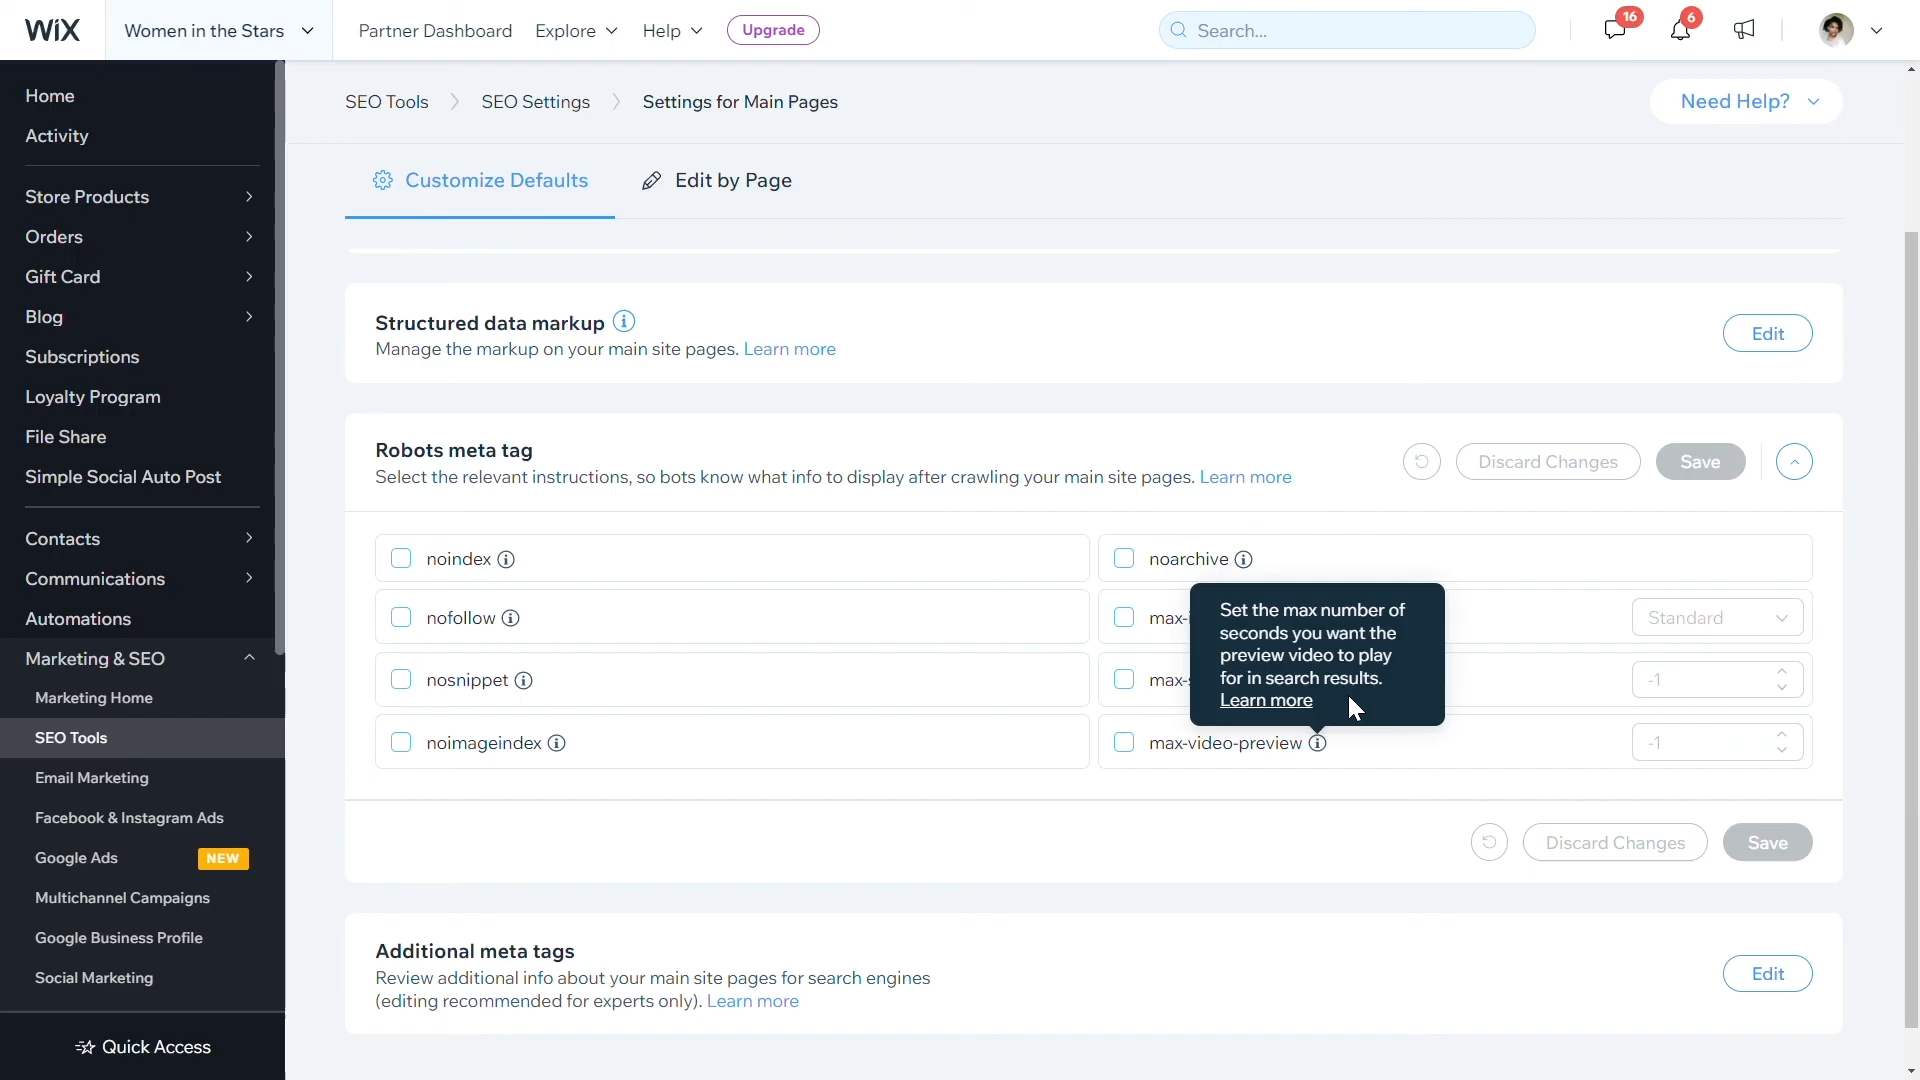 WiX
Women in the Stars
Partner Dashboard
Explore
Help
Upgrade
Search...
16
6
Home
Activity
Store Products
Orders
Gift Card
Blog
Subscriptions
Loyalty Program
File Share
Simple Social Auto Post
Contacts
Communications
Automations
Marketing & SEO
Marketing Home
SEO Tools
Email Marketing
Facebook & Instagram Ads
Google Ads
NEW
Multichannel Campaigns
Google Business Profile
Social Marketing
Quick Access
SEO Tools
SEO Settings
Settings for Main Pages
Need Help?
Customize Defaults
Edit by Page
Structured data markup
Manage the markup on your main site pages. Learn more
Edit
Robots meta tag
Select the relevant instructions, so bots know what info to display after crawling your main site pages. Learn more
Discard Changes
Save
noindex
noarchive
nofollow
max-
Standard
nosnippet
max-
-1
noimageindex
max-video-preview
-1
Set the max number of
seconds you want the
preview video to play
for in search results.
Learn more
Discard Changes
Save
Additional meta tags
Review additional info about your main site pages for search engines
(editing recommended for experts only). Learn more
Edit